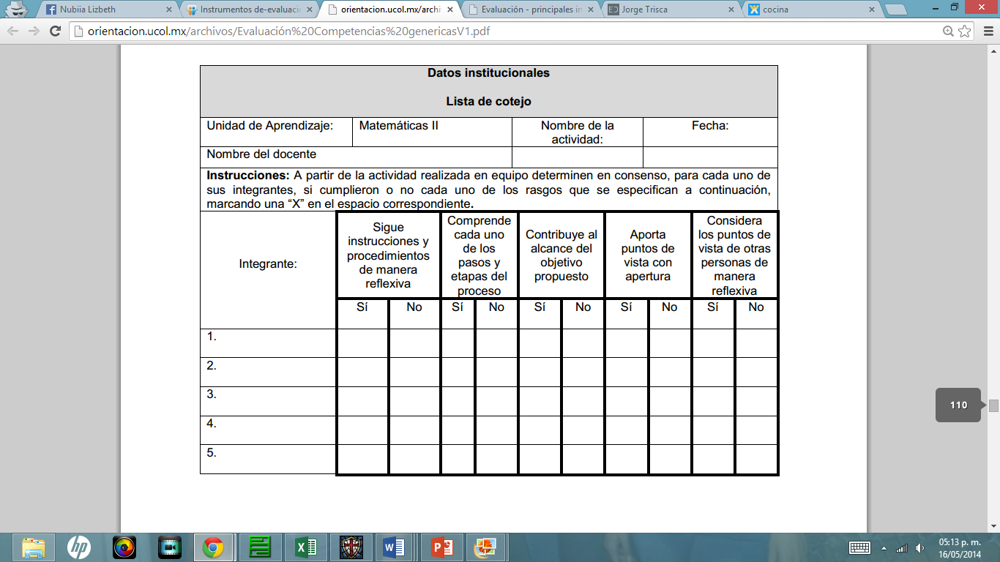 Nubiia Lizbeth
Instrumentos de-evaluaci
orientacion.ucol.mx/archi
Evaluación - principales in
Jorge Trisca
cocina
orientacion.ucol.mx/archivos/Evaluación%20Competencias%20genericasV1.pdf
Datos institucionales
Lista de cotejo
Unidad de Aprendizaje:
Matemáticas II
Nombre de la
actividad:
Fecha:
Nombre del docente
Instrucciones: A partir de la actividad realizada en equipo determinen en consenso, para cada uno de
sus integrantes, si cumplieron o no cada uno de los rasgos que se especifican a continuación,
marcando una “X” en el espacio correspondiente.
Integrante:
Sigue
instrucciones y
procedimientos
de manera
reflexiva
Comprende
cada uno
de los
pasos y
etapas del
proceso
Contribuye al
alcance del
objetivo
propuesto
Aporta
puntos de
vista con
apertura
Considera
los puntos de
vista de otras
personas de
manera
reflexiva
Sí No Sí No Sí No Sí No Sí No
1.
2.
3.
4.
5.
110
05:13 p. m.
16/05/2014